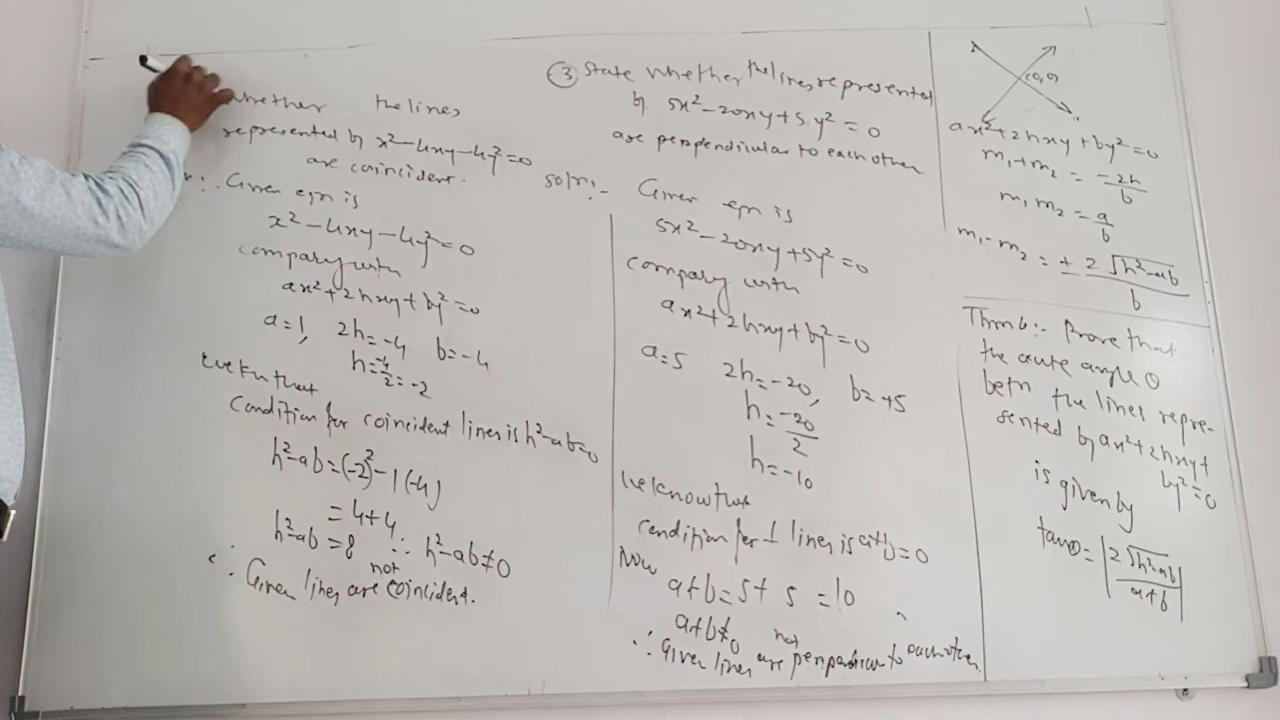 whether the lines
represented by x²-4xy-4y²=0
are coincident.
Given eqn is
x²-4xy-4y²=0
compary with
ax²+2hxy+by²=0
a=1, 2h=-4 b=-4
h=-4/2=-2
we kn that
Condition for coincident lines is h²-ab=0
h²-ab=(-2)²-1(-4)
=4+4
h²-ab=8 ∴ h²-ab≠0
∴ Given lines are not coincident.
③ State whether the lines represented
by 5x²-20xy+5y²=0
are perpendicular to each other
soln:- Given eqn is
5x²-20xy+5y²=0
compary with
ax²+2hxy+by²=0
a=5 2h=-20, b=+5
h=-20/2
h=-10
we know that
condition for ⊥ lines is a+b=0
Now
a+b=5+5=10
a+b≠0
∴ Given lines are not perpendicular to each other.
(0,0)
ax²+2hxy+by²=0
m₁+m₂=-2h/b
m₁m₂=a/b
m₁-m₂=±2√h²-ab/b
Thm 6:- Prove that
the acute angle θ
betn the lines repre-
sented by ax²+2hxy+
by²=0
is given by
tanθ=|2√h²-ab/a+b|